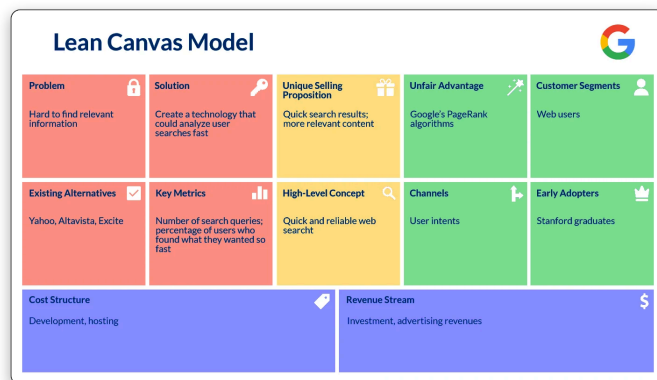 Lean Canvas Model
Problem
Hard to find relevant
information
Solution
Create a technology that
could analyze user
searches fast
Unique Selling
Proposition
Quick search results;
more relevant content
Unfair Advantage
Google's PageRank
algorithms
Customer Segments
Web users
Existing Alternatives
Yahoo, Altavista, Excite
Key Metrics
Number of search queries;
percentage of users who
found what they wanted so
fast
High-Level Concept
Quick and reliable web
searcht
Channels
User intents
Early Adopters
Stanford graduates
Cost Structure
Development, hosting
Revenue Stream
$
Investment, advertising revenues